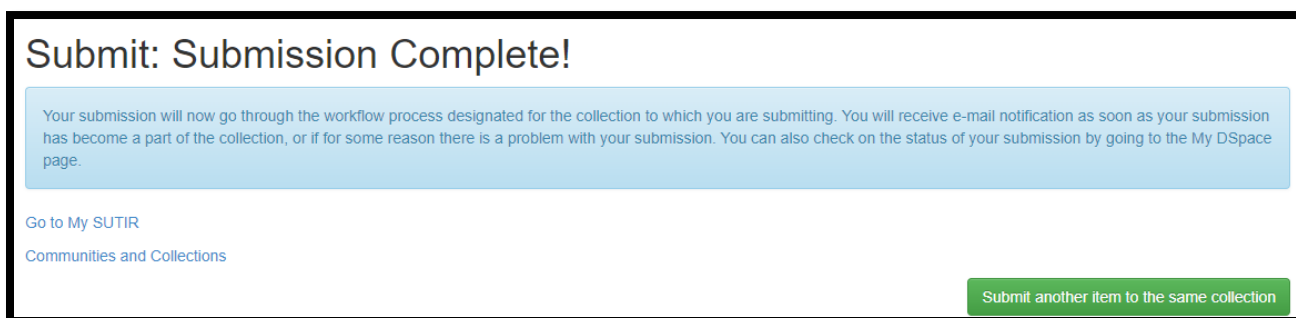 Submit: Submission Complete!
Your submission will now go through the workflow process designated for the collection to which you are submitting. You will receive e-mail notification as soon as your submission
has become a part of the collection, or if for some reason there is a problem with your submission. You can also check on the status of your submission by going to the My DSpace
page.
Go to My SUTIR
Communities and Collections
Submit another item to the same collection